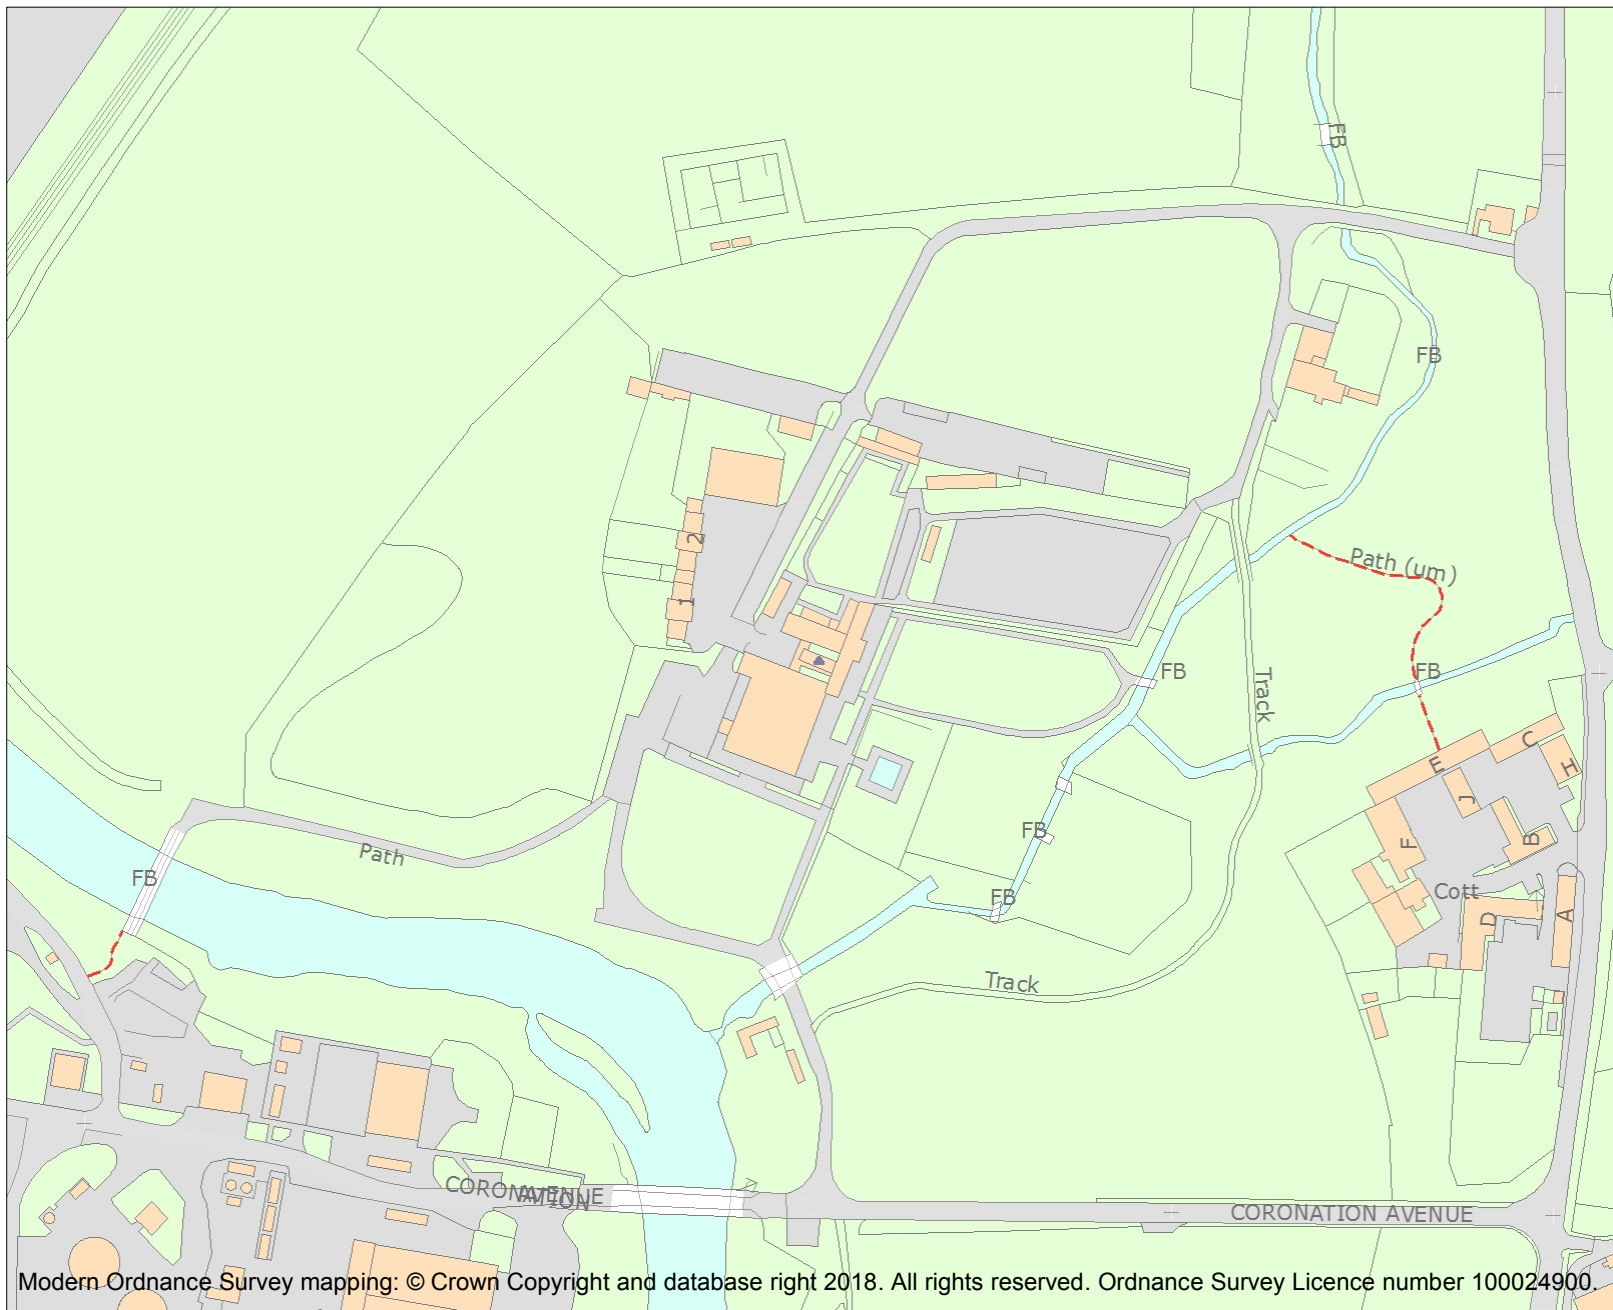 FB
FB
2
Path (um)
1
FB
FB
Track
C
E
H
J
FB
B
F
Path
FB
Cott
FB
A
D
Track
CORONATION
AVENUE
CORONATION AVENUE
Modern Ordnance Survey mapping: © Crown Copyright and database right 2018. All rights reserved. Ordnance Survey Licence number 100024900.